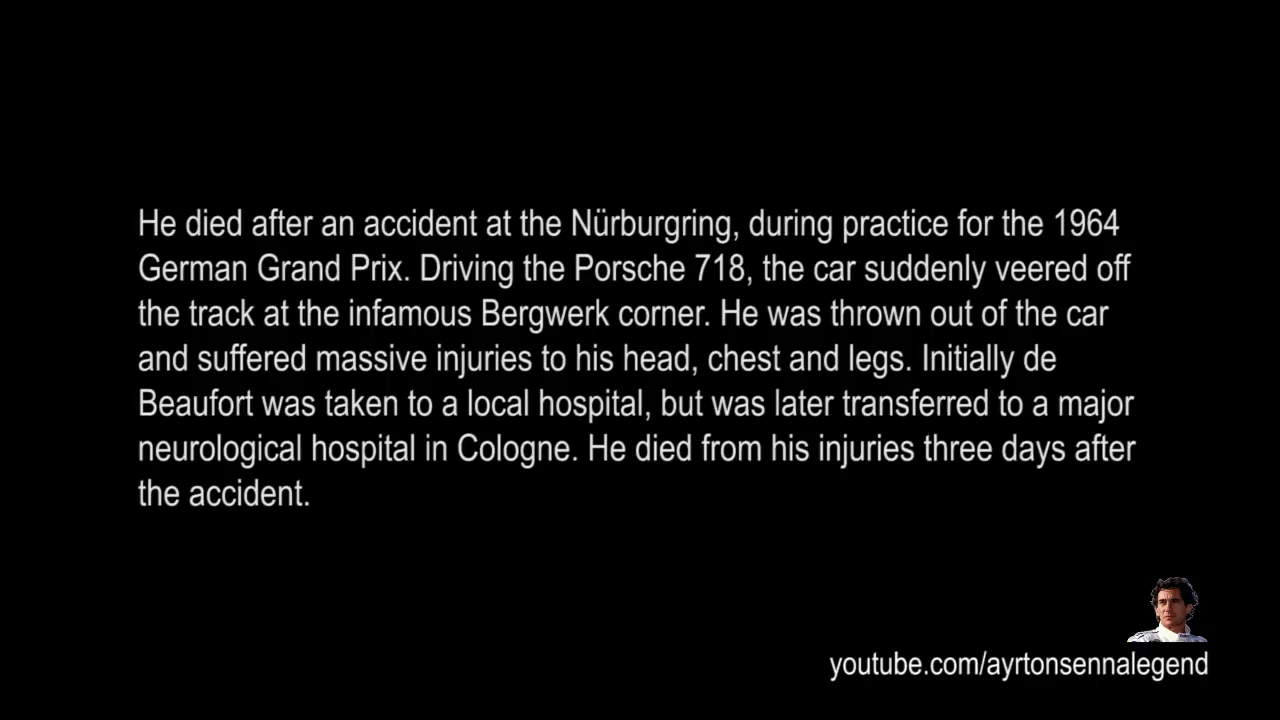 He died after an accident at the Nürburgring, during practice for the 1964
German Grand Prix. Driving the Porsche 718, the car suddenly veered off
the track at the infamous Bergwerk corner. He was thrown out of the car
and suffered massive injuries to his head, chest and legs. Initially de
Beaufort was taken to a local hospital, but was later transferred to a major
neurological hospital in Cologne. He died from his injuries three days after
the accident.
youtube.com/ayrtonsennalegend